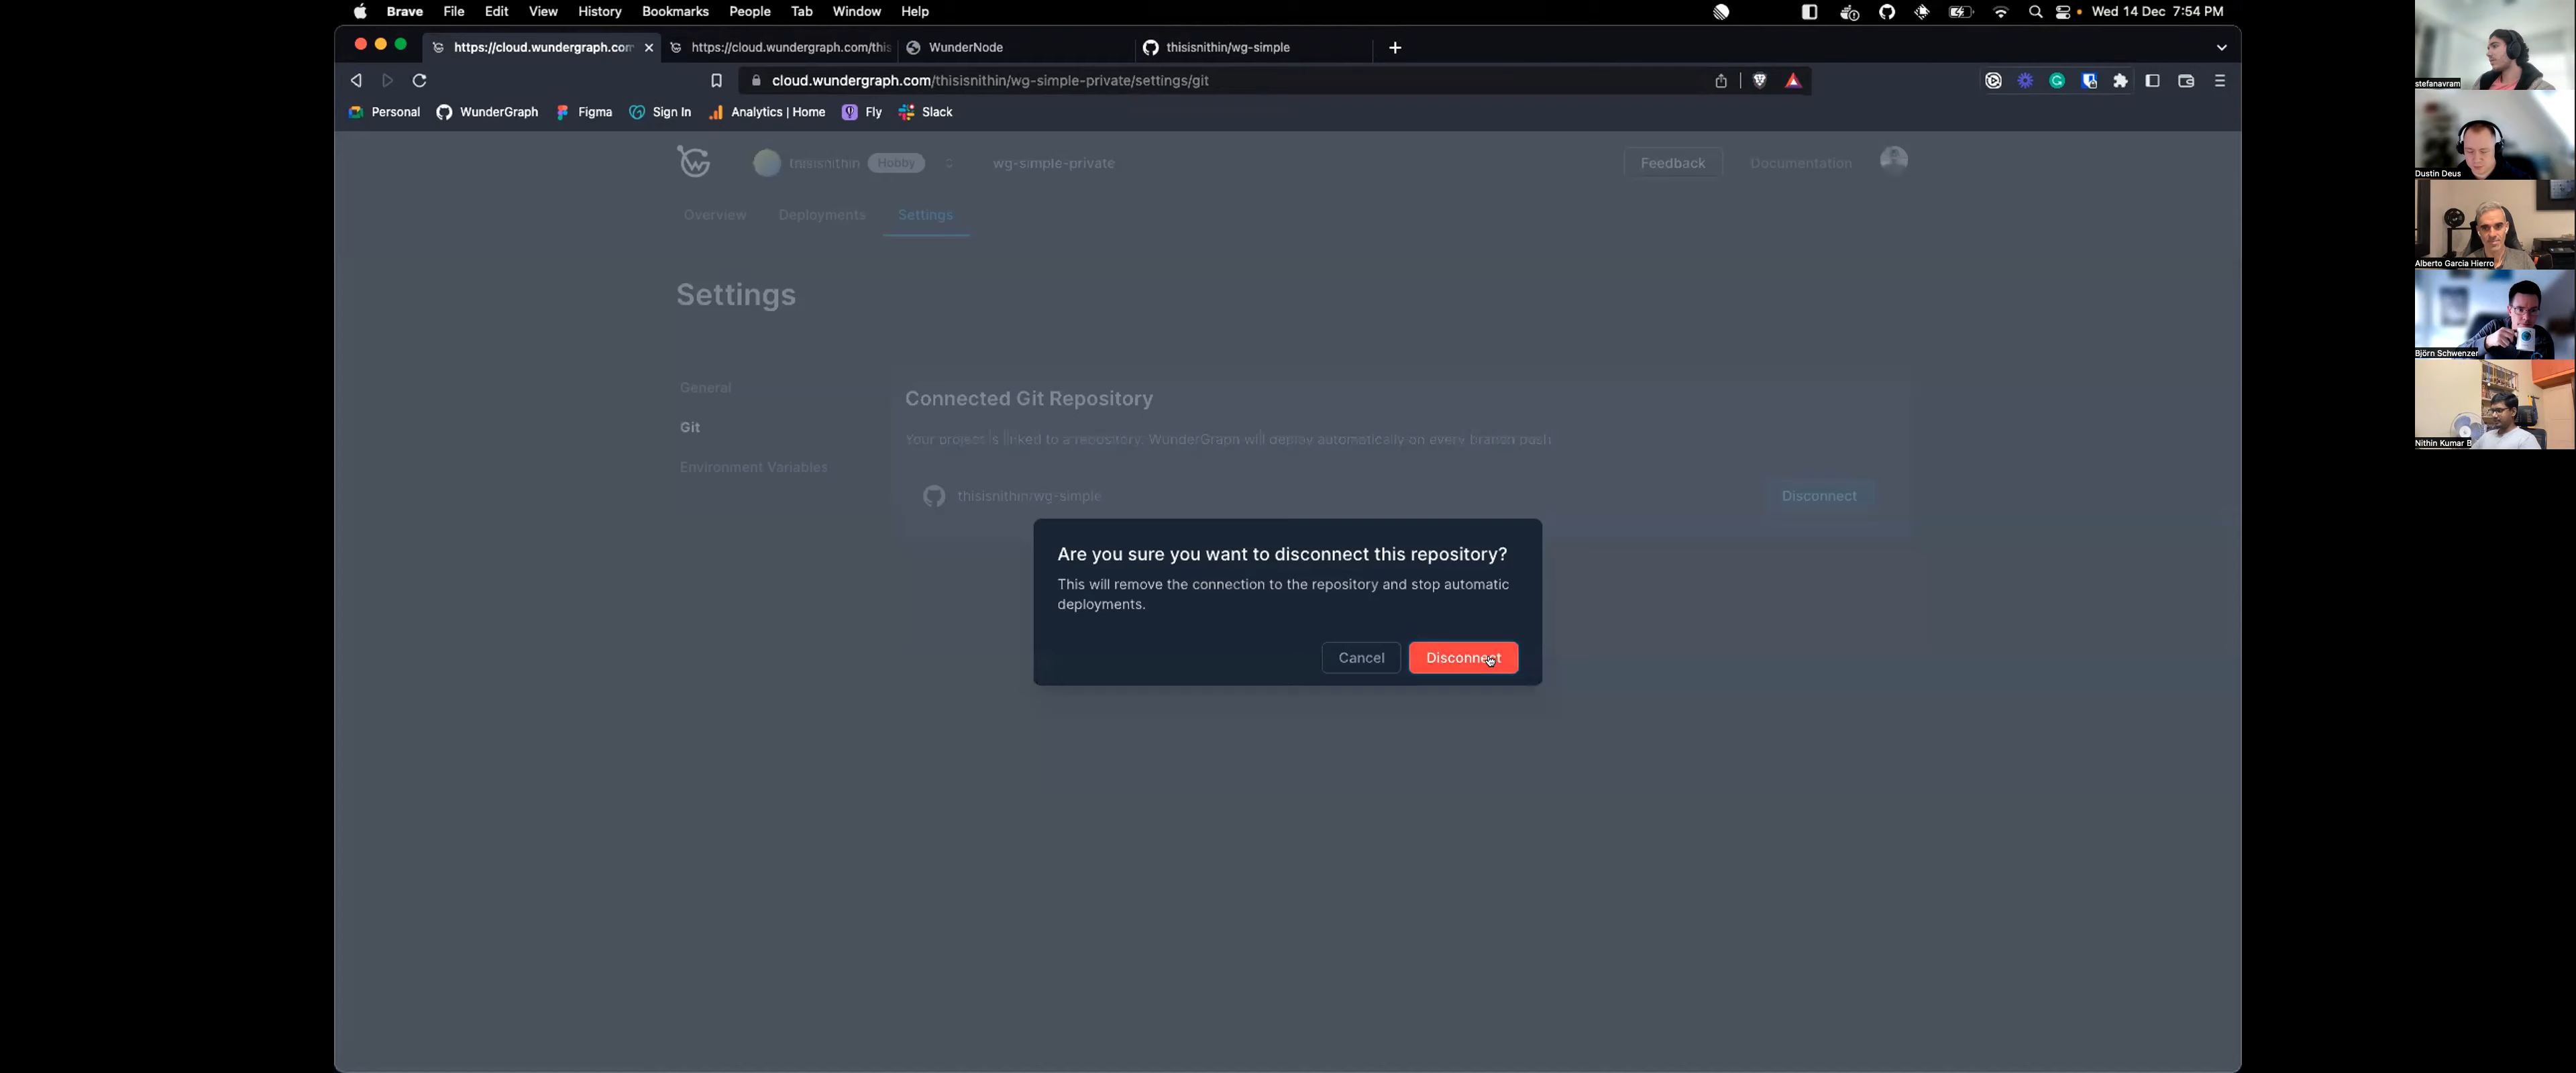 Brave File Edit View History Bookmarks People Tab Window Help
Wed 14 Dec 7:54 PM
https://cloud.wundergraph.com
https://cloud.wundergraph.com/this
WunderNode
thisisnithin/wg-simple
cloud.wundergraph.com/thisisnithin/wg-simple-private/settings/git
Personal WunderGraph Figma Sign In Analytics | Home Fly Slack
thisisnithin Hobby wg-simple-private Feedback Documentation
Overview Deployments Settings
Settings
General
Git
Environment Variables
Connected Git Repository
Your project is linked to a repository. WunderGraph will deploy automatically on every branch push
thisisnithin/wg-simple Disconnect
Are you sure you want to disconnect this repository?
This will remove the connection to the repository and stop automatic
deployments.
Cancel Disconnect
stefanavram
Dustin Deus
Alberto Garcia Hierro
Björn Schwenzer
Nithin Kumar B